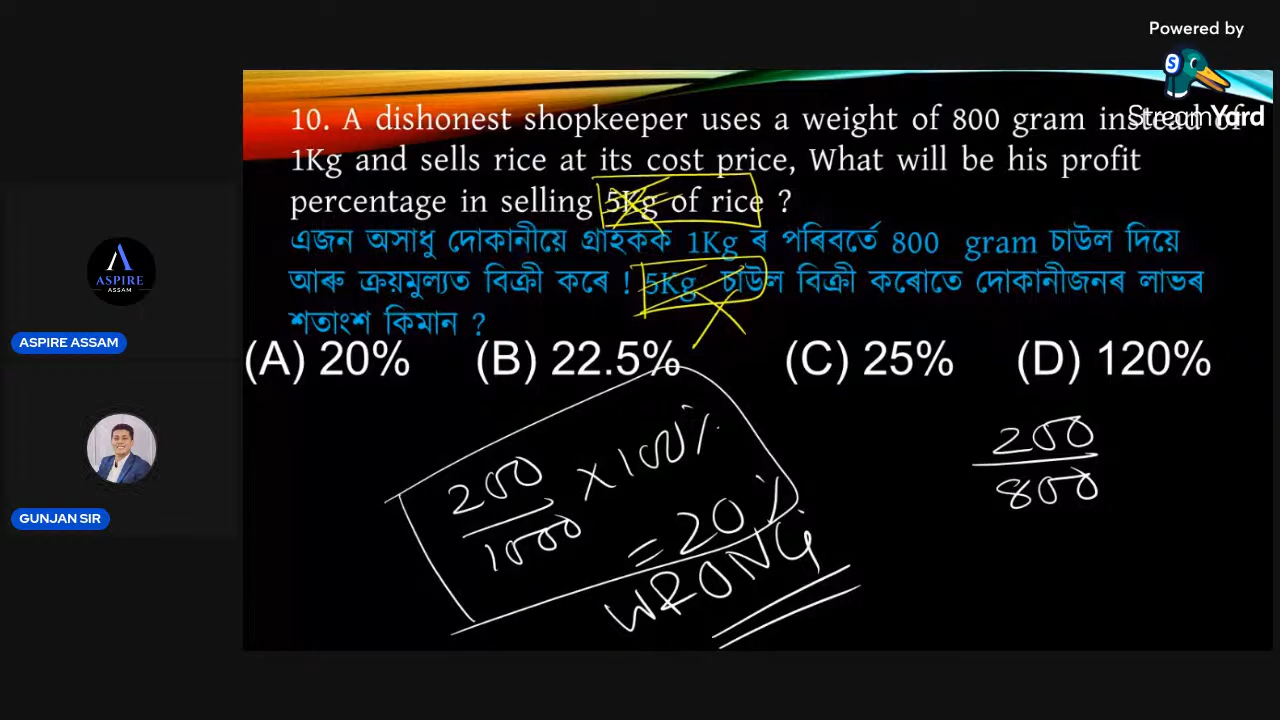 Powered by
S
StreamYard
10. A dishonest shopkeeper uses a weight of 800 gram instead of
1Kg and sells rice at its cost price, What will be his profit
percentage in selling 5Kg of rice ?
এজন অসাধু দোকানীয়ে গ্ৰাহকক 1Kg ৰ পৰিবৰ্তে 800 gram চাউল দিয়ে
আৰু ক্ৰয়মুল্যত বিক্ৰী কৰে ! 5Kg চাউল বিক্ৰী কৰোতে দোকানীজনৰ লাভৰ
শতাংশ কিমান ?
(A) 20% (B) 22.5% (C) 25% (D) 120%
200
1000
×100%
=20%
WRONG
200
800
ASPIRE
ASSAM
ASPIRE ASSAM
GUNJAN SIR